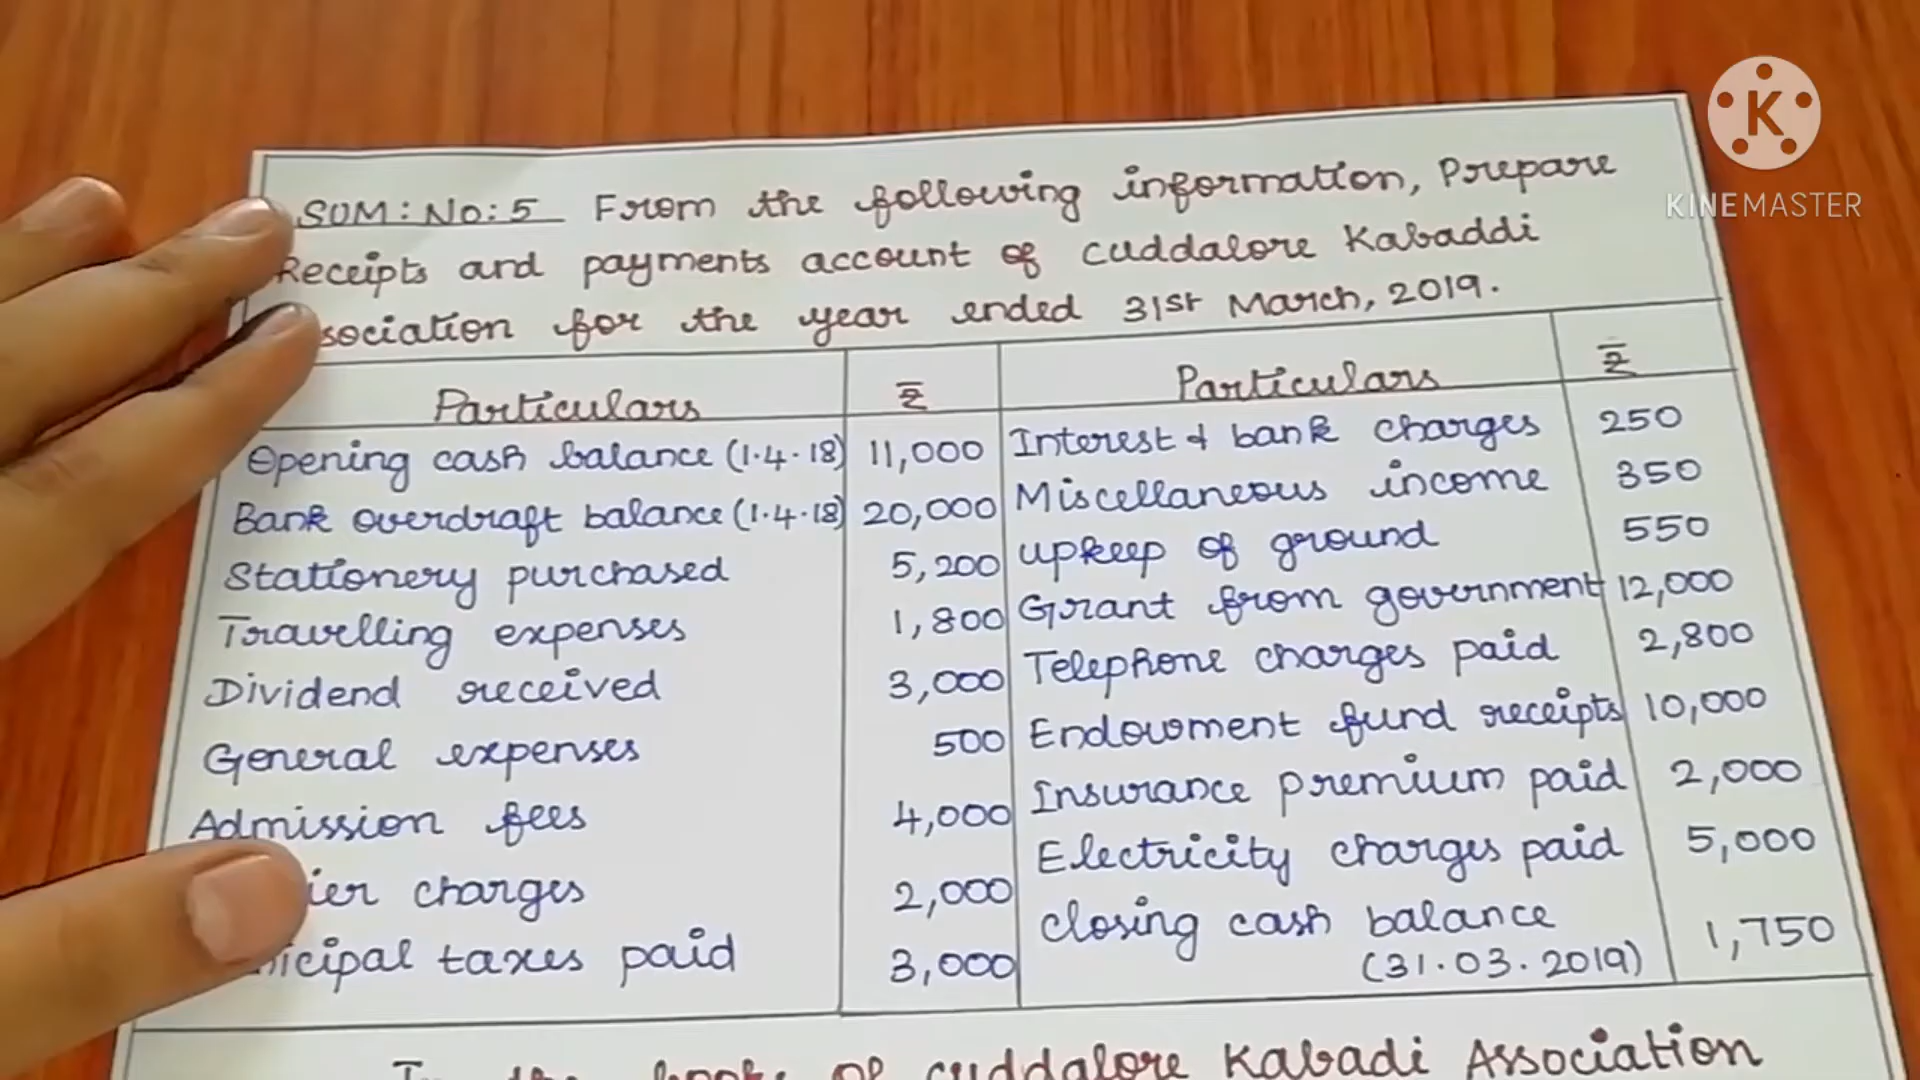 SUM: No: 5 From the following information, Prepare
Receipts and payments account of Cuddalore Kabaddi
sociation for the year ended 31st March, 2019.
Particulars ₹ Particulars ₹
Opening cash balance (1.4.18) 11,000 Interest & bank charges 250
Bank overdraft balance (1.4.18) 20,000 Miscellaneous income 350
Stationery purchased 5,200 upkeep of ground 550
Travelling expenses 1,800 Grant from government 12,000
Dividend received 3,000 Telephone charges paid 2,800
General expenses 500 Endowment fund receipts 10,000
Admission fees 4,000 Insurance premium paid 2,000
ier charges 2,000 Electricity charges paid 5,000
icipal taxes paid 3,000 closing cash balance 1,750
(31.03.2019)
In the books of cuddalore Kabadi Association
K
KINEMASTER